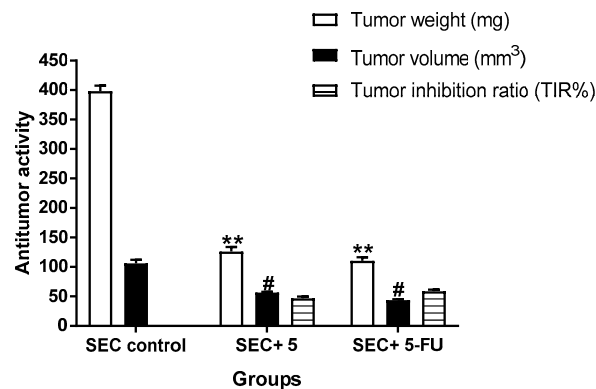 Tumor weight (mg)
Tumor volume (mm³)
Tumor inhibition ratio (TIR%)
Antitumor activity
450
400
350
300
250
200
150
100
50
0
**
#
**
#
SEC control
SEC+ 5
SEC+ 5-FU
Groups